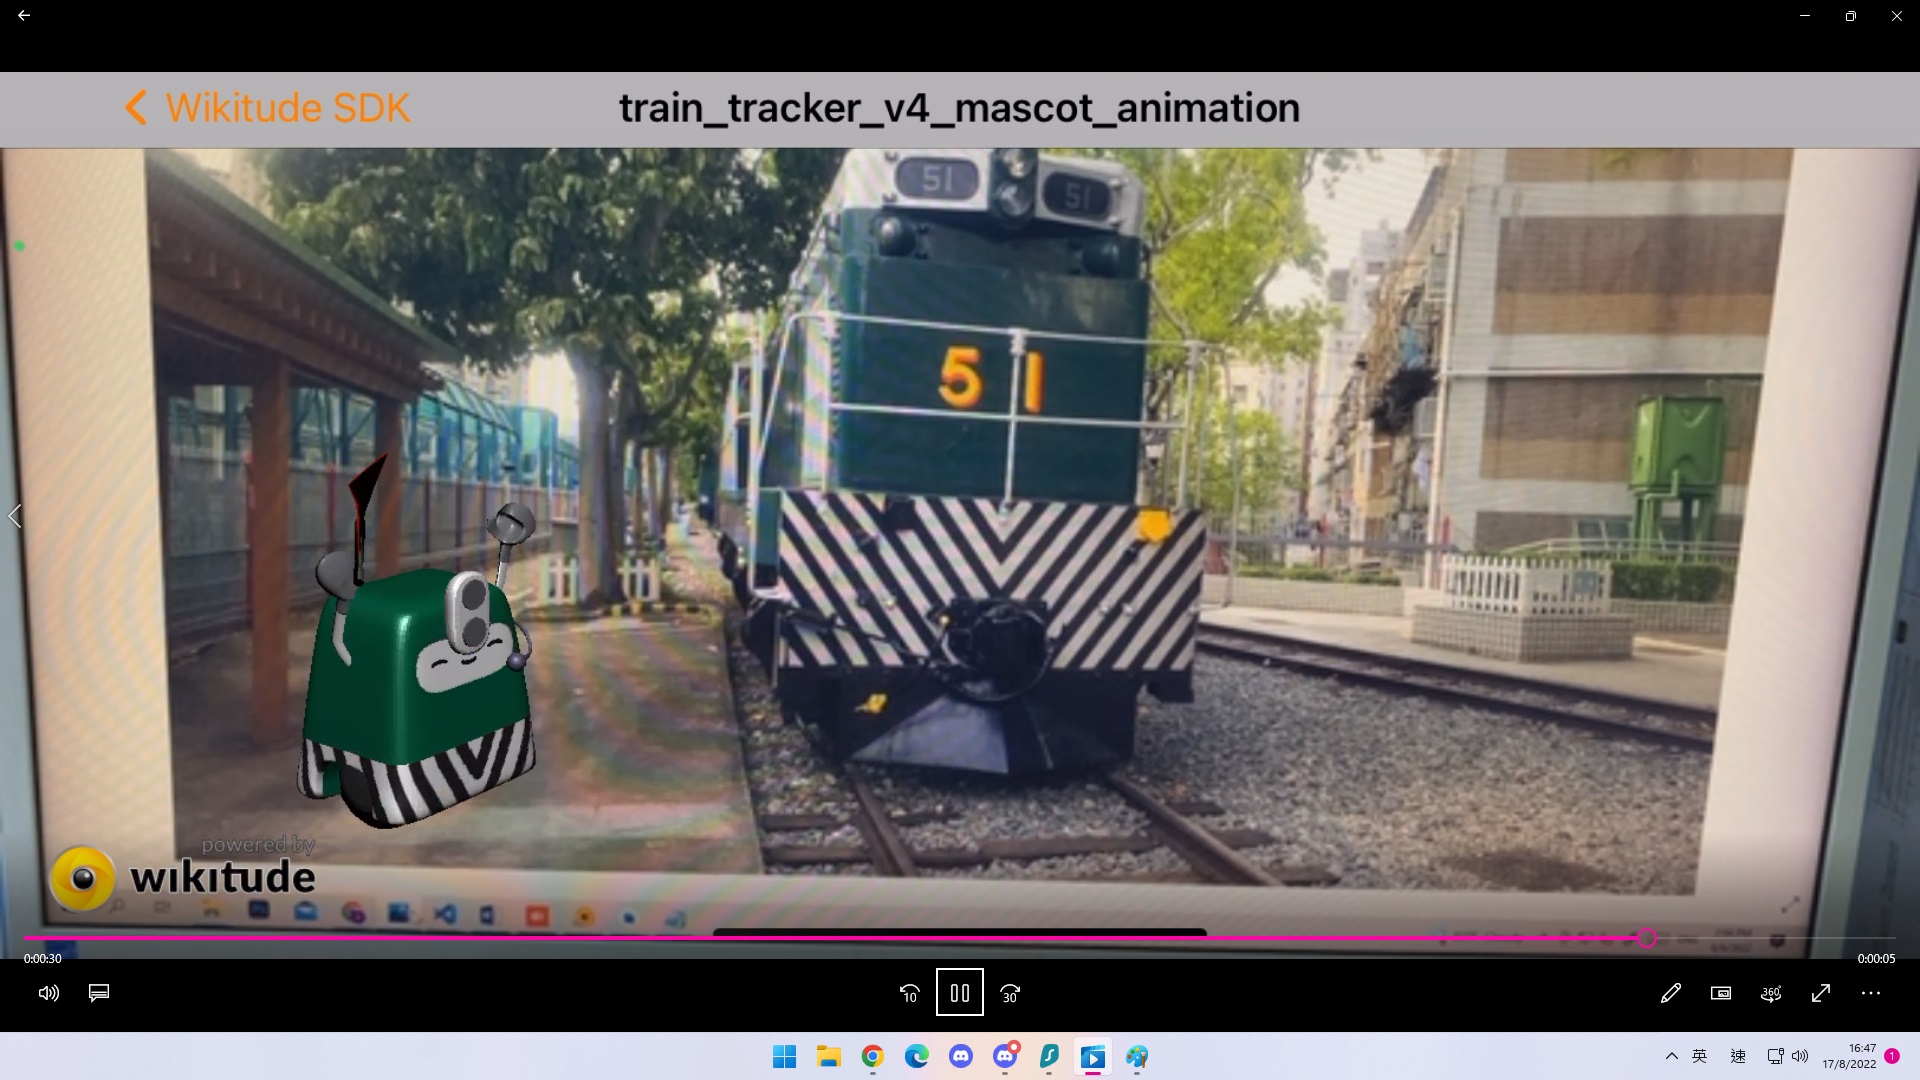 Wikitude SDK
train_tracker_v4_mascot_animation
51
51
51
powered by
wikitude
0:00:30
0:00:05
10
30
360
英
速
16:47
17/8/2022
1